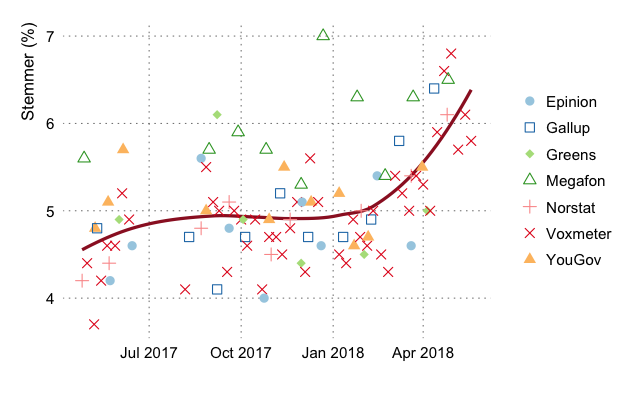 Stemmer (%)
7
6
5
4
Jul 2017
Oct 2017
Jan 2018
Apr 2018
Epinion
Gallup
Greens
Megafon
Norstat
Voxmeter
YouGov